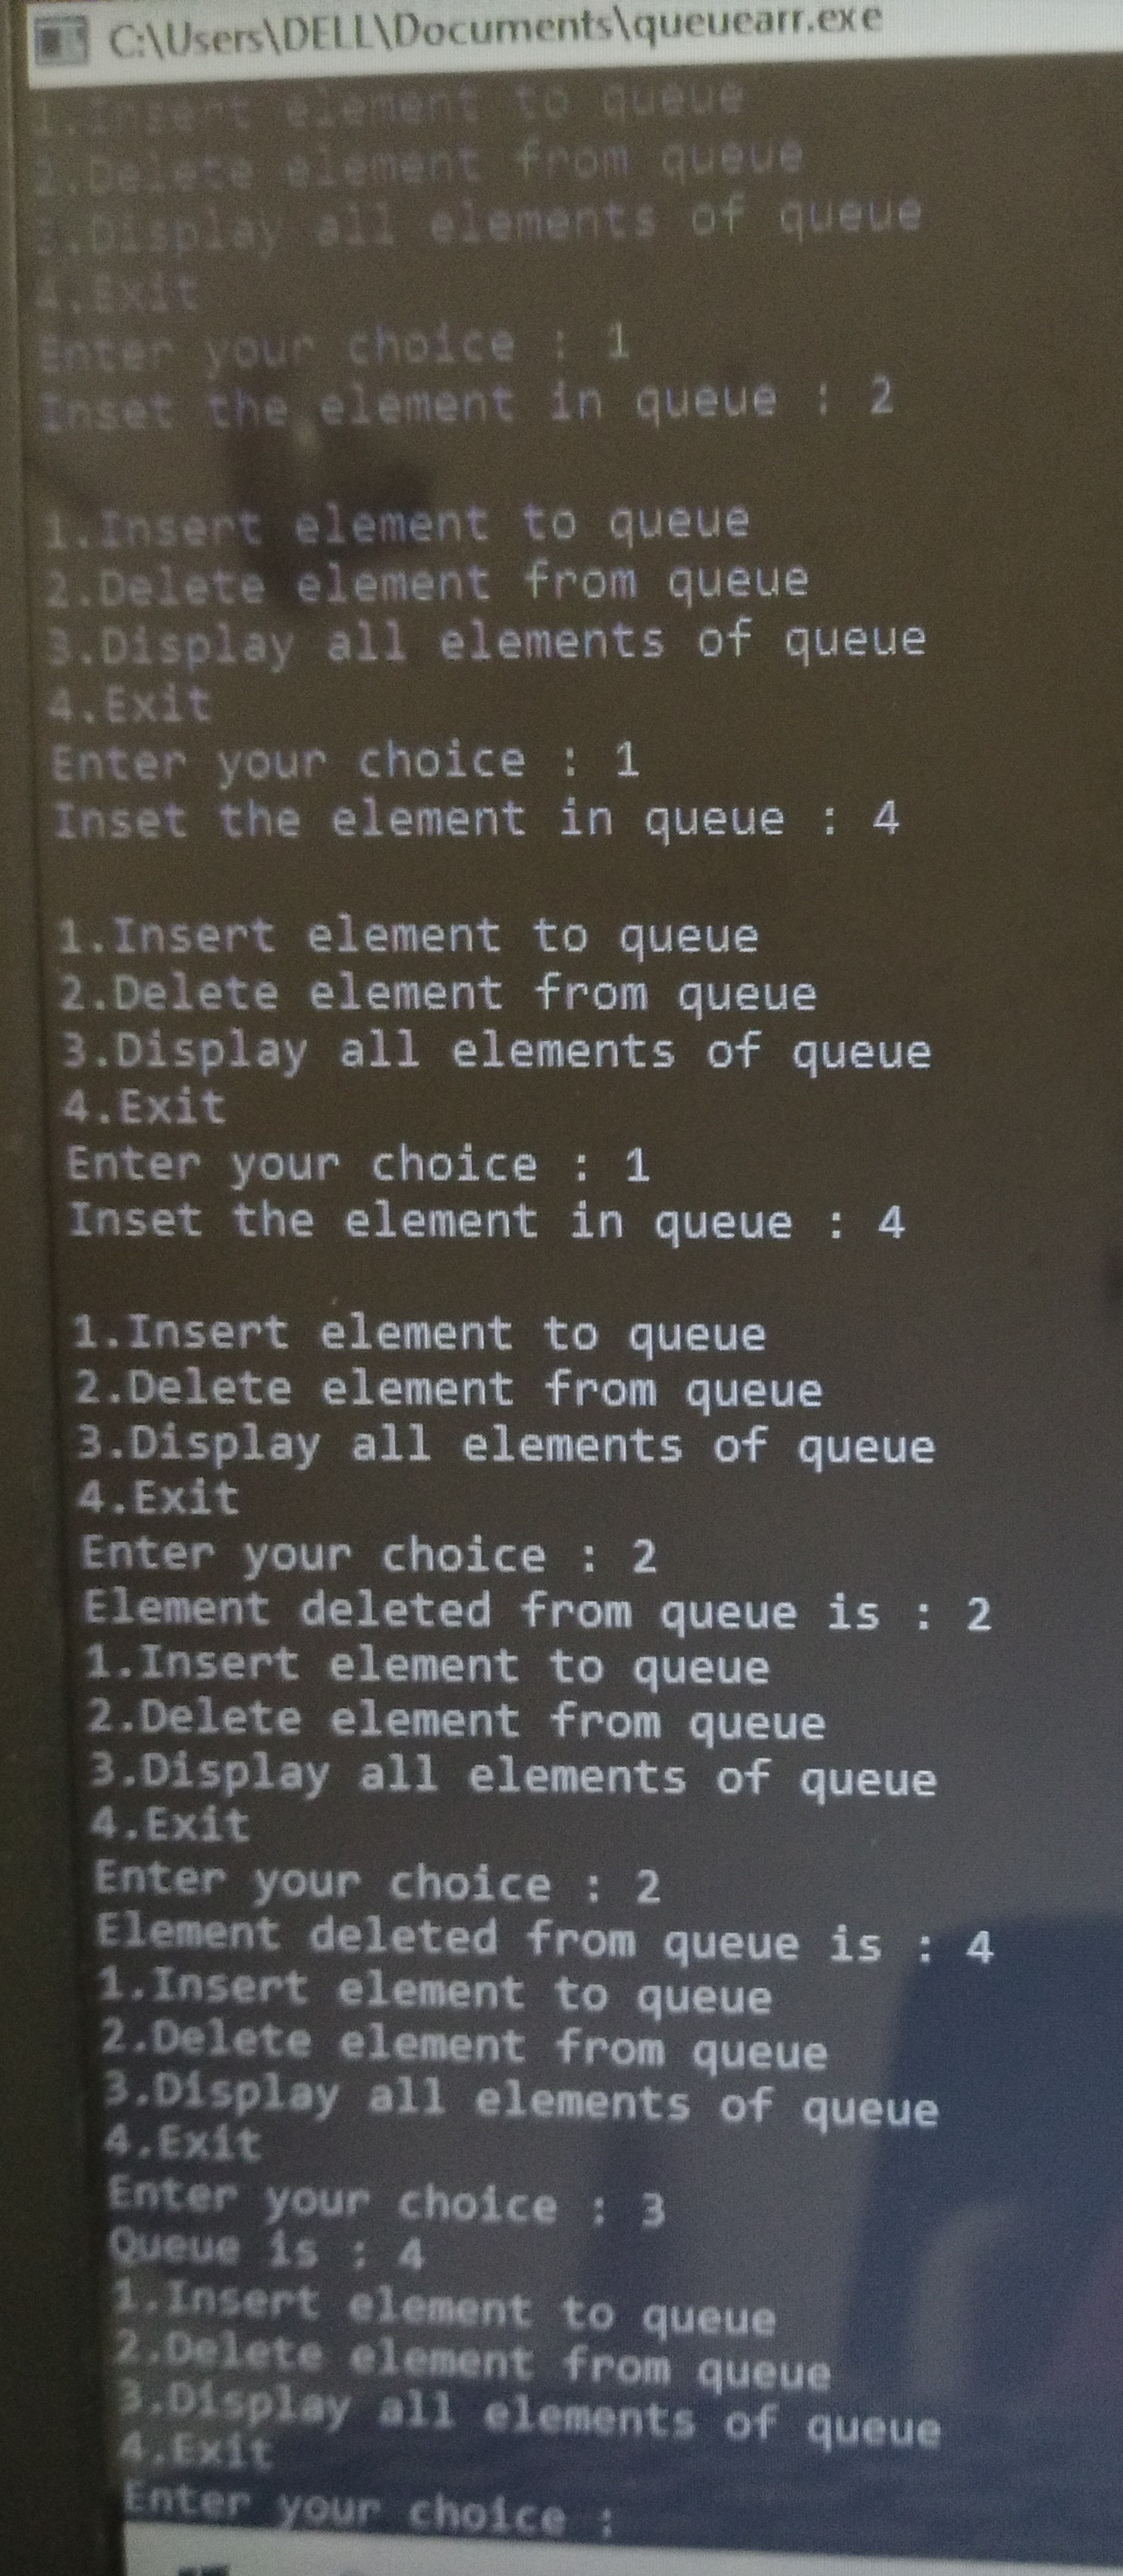 C:\Users\DELL\Documents\queuearr.exe
1.Insert element to queue
2.Delete element from queue
3.Display all elements of queue
4.Exit
Enter your choice : 1
Inset the element in queue : 2
1.Insert element to queue
2.Delete element from queue
3.Display all elements of queue
4.Exit
Enter your choice : 1
Inset the element in queue : 4
1.Insert element to queue
2.Delete element from queue
3.Display all elements of queue
4.Exit
Enter your choice : 1
Inset the element in queue : 4
1.Insert element to queue
2.Delete element from queue
3.Display all elements of queue
4.Exit
Enter your choice : 2
Element deleted from queue is : 2
1.Insert element to queue
2.Delete element from queue
3.Display all elements of queue
4.Exit
Enter your choice : 2
Element deleted from queue is : 4
1.Insert element to queue
2.Delete element from queue
3.Display all elements of queue
4.Exit
Enter your choice : 3
Queue is : 4
1.Insert element to queue
2.Delete element from queue
3.Display all elements of queue
4.Exit
Enter your choice :